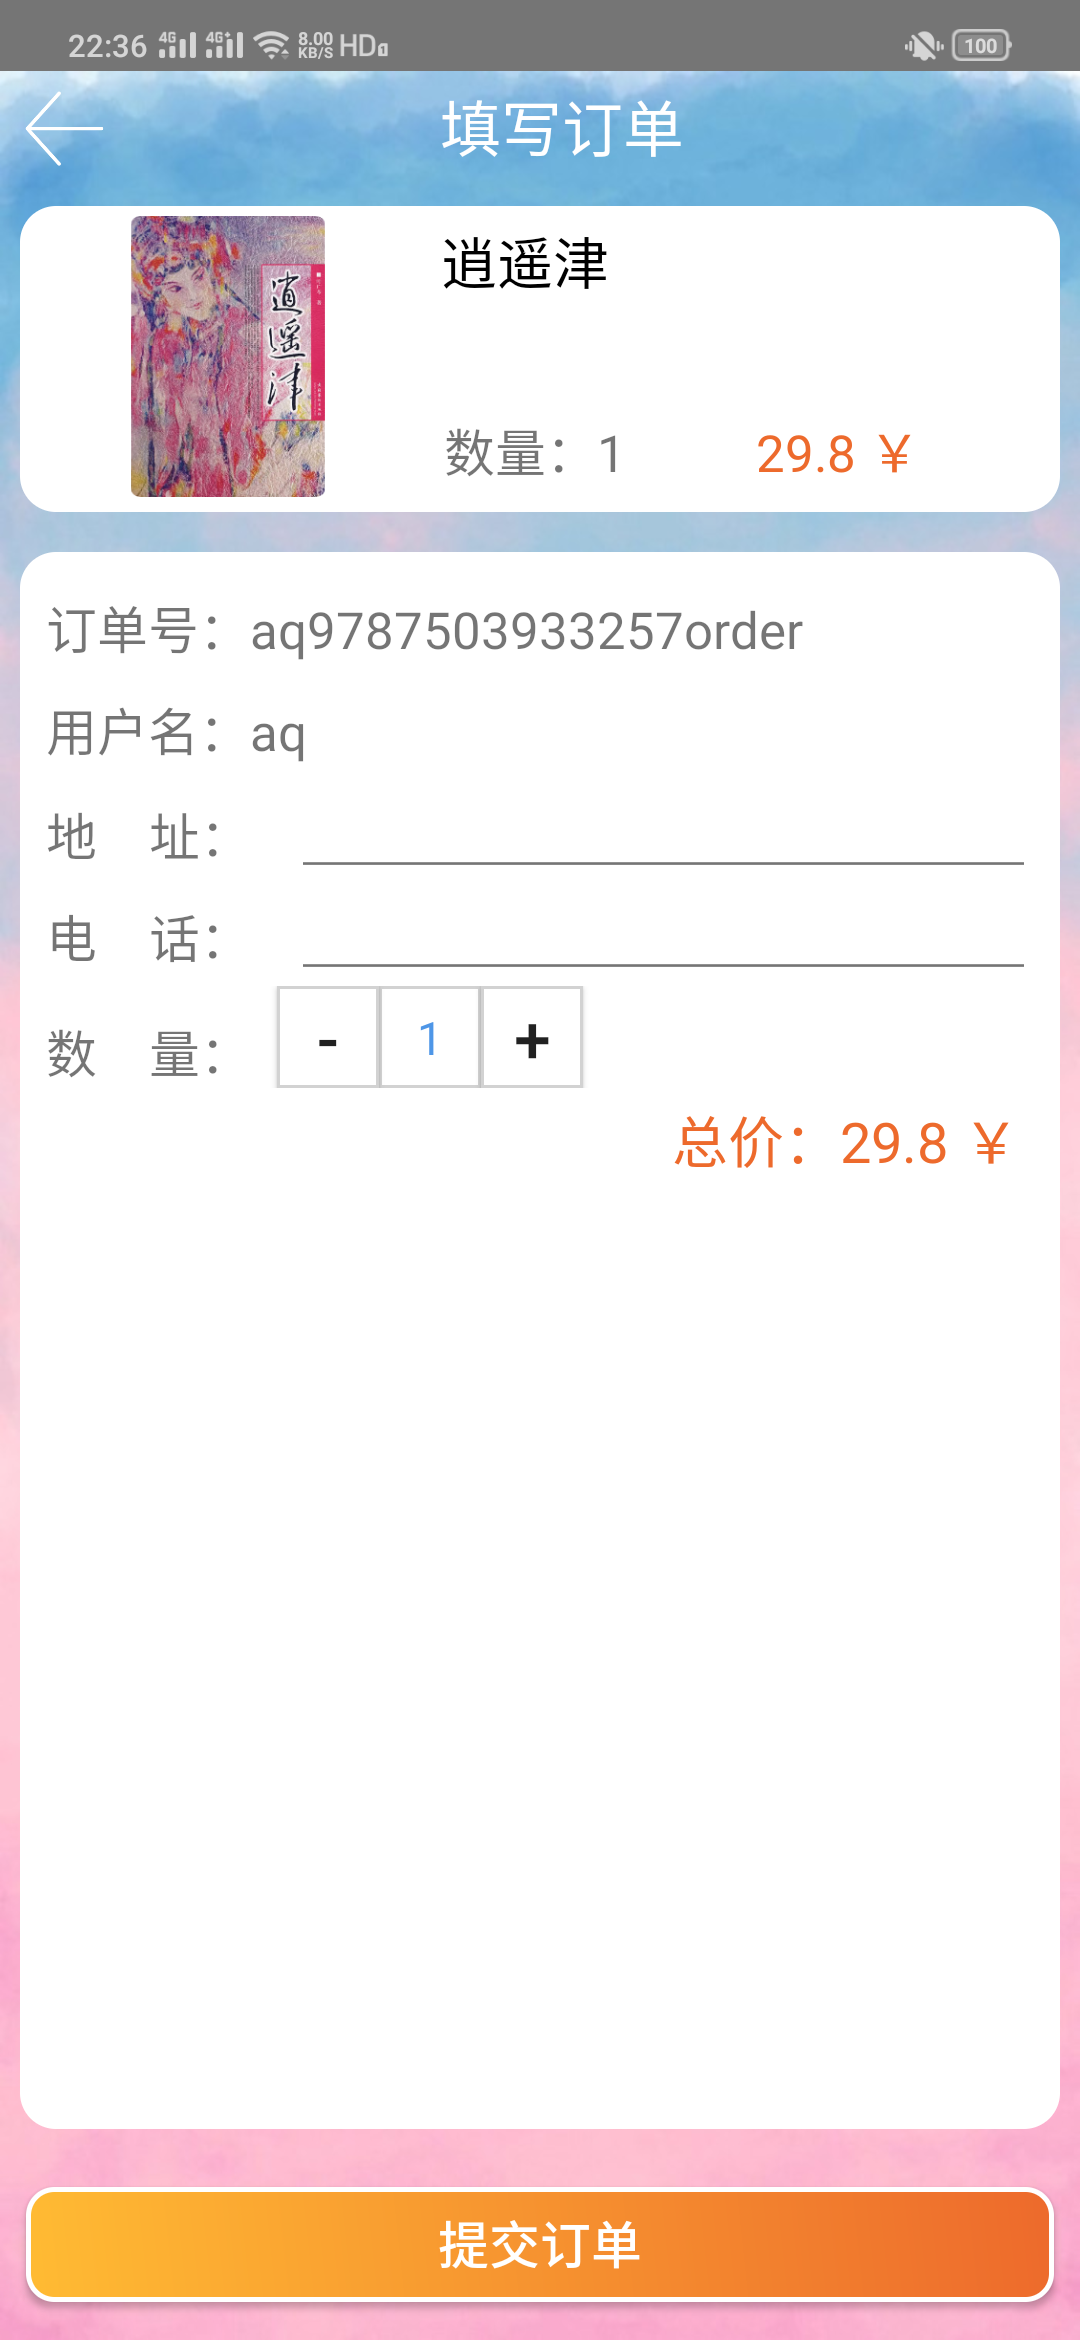 22:36 4G 4G+ 8.00 KB/S HD 100
填写订单
逍遥津
逍遥津
数量：1 29.8 ￥
订单号：aq9787503933257order
用户名：aq
地 址：
电 话：
数 量： - 1 +
总价：29.8 ￥
提交订单